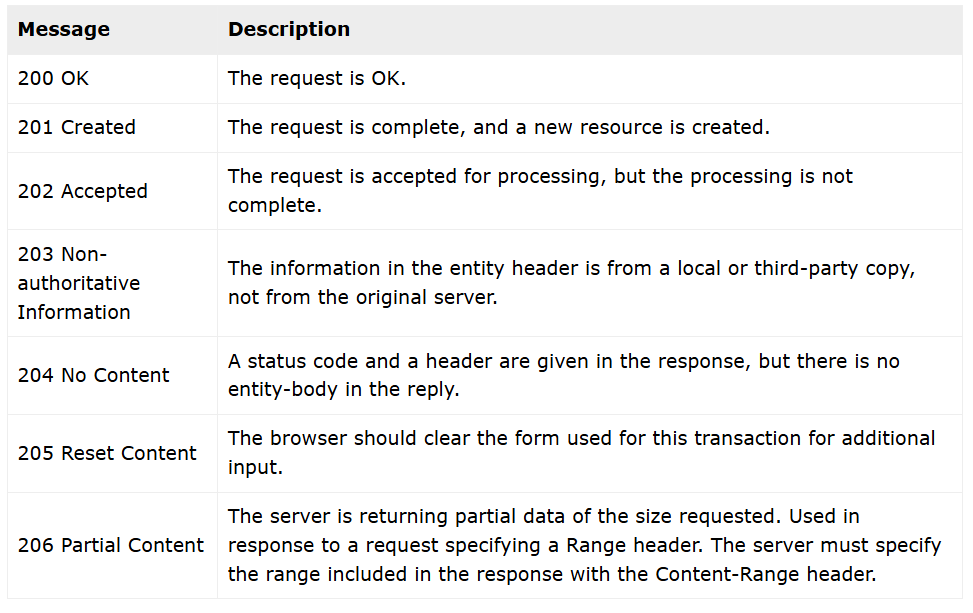 Message Description
200 OK The request is OK.
201 Created The request is complete, and a new resource is created.
202 Accepted The request is accepted for processing, but the processing is not
complete.
203 Non-
authoritative
Information
The information in the entity header is from a local or third-party copy,
not from the original server.
204 No Content A status code and a header are given in the response, but there is no
entity-body in the reply.
205 Reset Content The browser should clear the form used for this transaction for additional
input.
206 Partial Content The server is returning partial data of the size requested. Used in
response to a request specifying a Range header. The server must specify
the range included in the response with the Content-Range header.